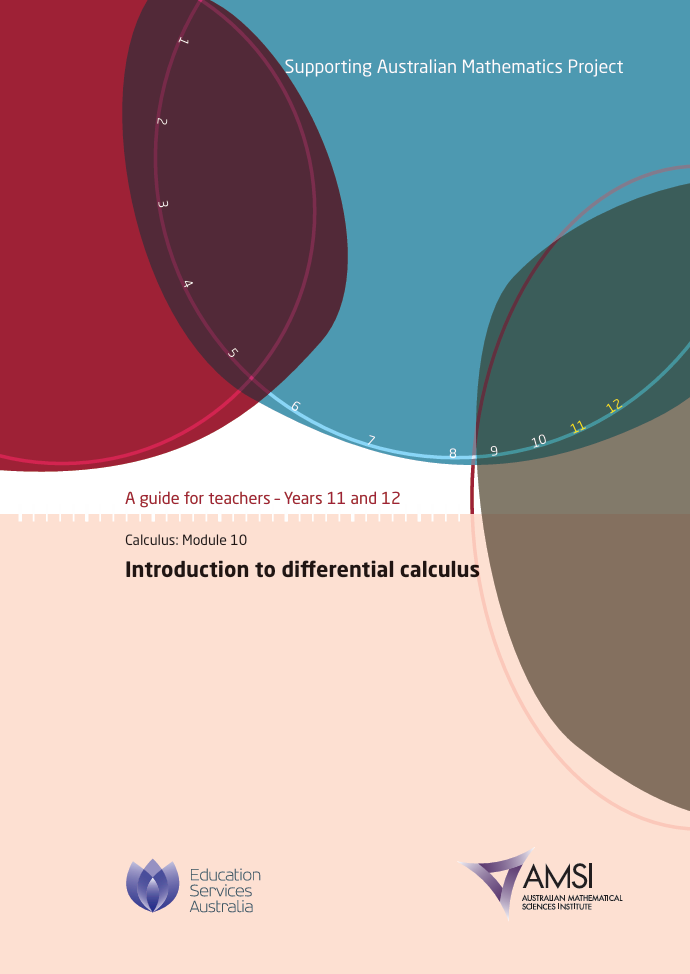 Supporting Australian Mathematics Project
1
2
3
4
5
6
7
8
9
10
11
12
A guide for teachers – Years 11 and 12
Calculus: Module 10
Introduction to differential calculus
Education
Services
Australia
AMSI
AUSTRALIAN MATHEMATICAL
SCIENCES INSTITUTE